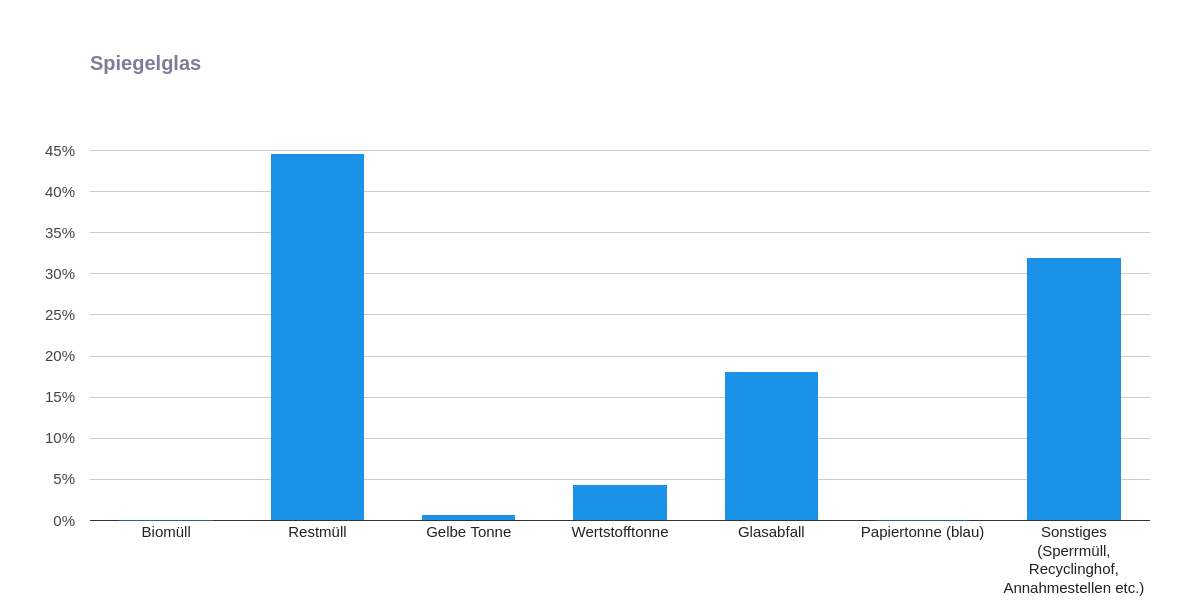 Spiegelglas
45%
40%
35%
30%
25%
20%
15%
10%
5%
0%
Biomüll
Restmüll
Gelbe Tonne
Wertstofftonne
Glasabfall
Papiertonne (blau)
Sonstiges
(Sperrmüll,
Recyclinghof,
Annahmestellen etc.)